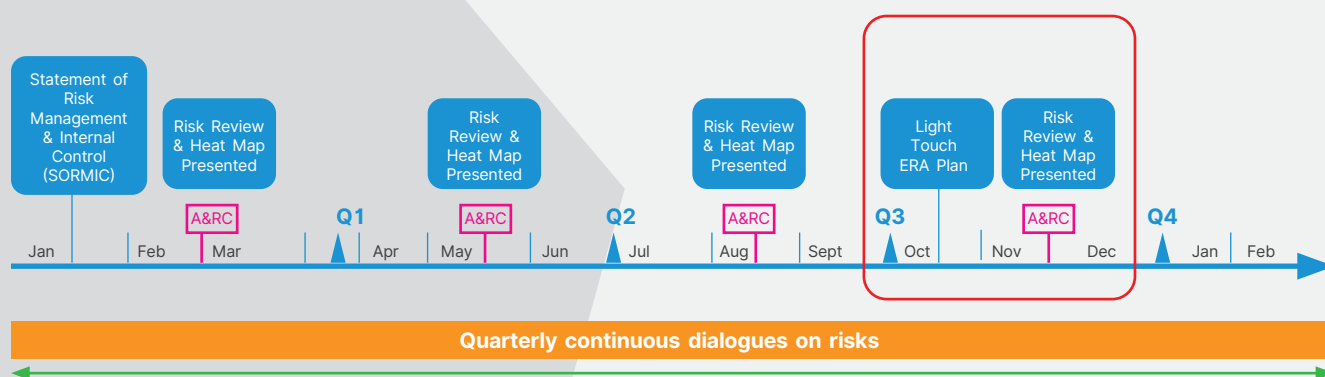 Statement of
Risk
Management
& Internal
Control
(SORMIC)
Risk Review
& Heat Map
Presented
Risk
Review &
Heat Map
Presented
Risk Review
& Heat Map
Presented
Light
Touch
ERA Plan
Risk
Review &
Heat Map
Presented
A&RC
Q1
A&RC
Q2
A&RC
Q3
A&RC
Q4
Jan
Feb
Mar
Apr
May
Jun
Jul
Aug
Sept
Oct
Nov
Dec
Jan
Feb
Quarterly continuous dialogues on risks